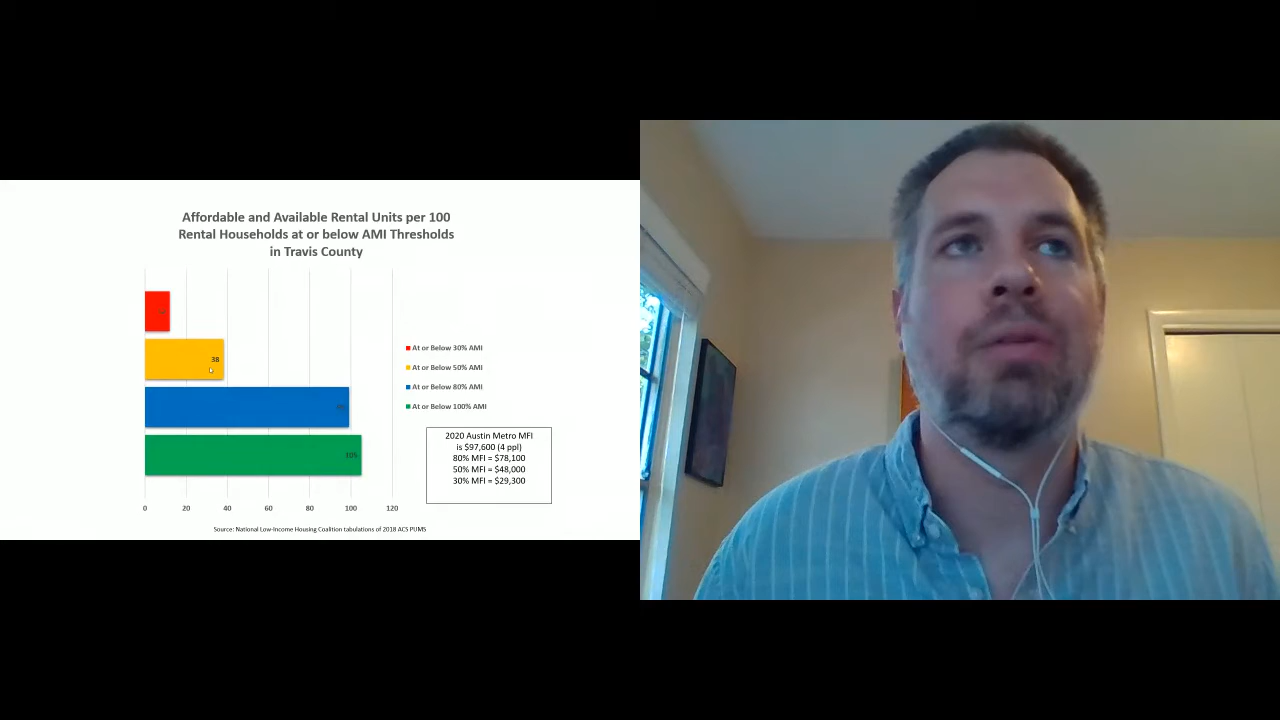 Affordable and Available Rental Units per 100
Rental Households at or below AMI Thresholds
in Travis County
38
105
At or Below 30% AMI
At or Below 50% AMI
At or Below 80% AMI
At or Below 100% AMI
2020 Austin Metro MFI
is $97,600 (4 ppl)
80% MFI = $78,100
50% MFI = $48,000
30% MFI = $29,300
0 20 40 60 80 100 120
Source: National Low-Income Housing Coalition tabulations of 2018 ACS PUMS